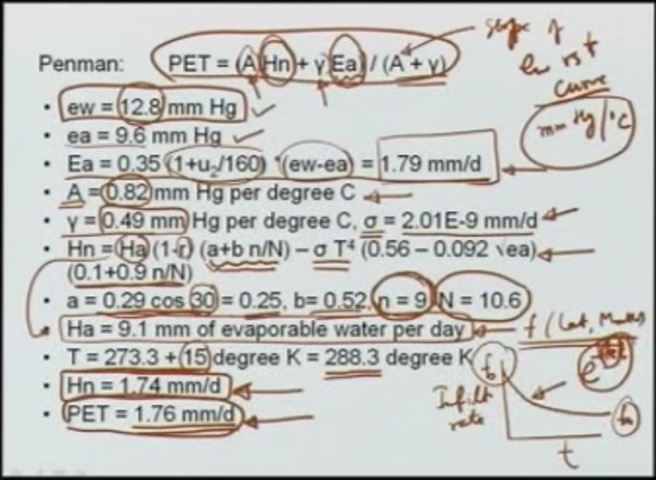 Penman: PET = (A Hn + γ Ea) / (A + γ)
slope of
ew vs t
curve
mm Hg/°C
• ew = 12.8 mm Hg
• ea = 9.6 mm Hg
• Ea = 0.35 (1+u₂/160) *(ew-ea) = 1.79 mm/d
• A = 0.82 mm Hg per degree C
• γ = 0.49 mm Hg per degree C, σ = 2.01E-9 mm/d
• Hn = Ha (1-r) (a+b n/N) – σ T⁴ (0.56 – 0.092 √ea)
(0.1+0.9 n/N)
• a = 0.29 cos 30 = 0.25, b= 0.52, n = 9 N = 10.6
• Ha = 9.1 mm of evaporable water per day
f (Lat, Month)
• T = 273.3 + 15 degree K = 288.3 degree K
• Hn = 1.74 mm/d
• PET = 1.76 mm/d
Infilt
rate
t